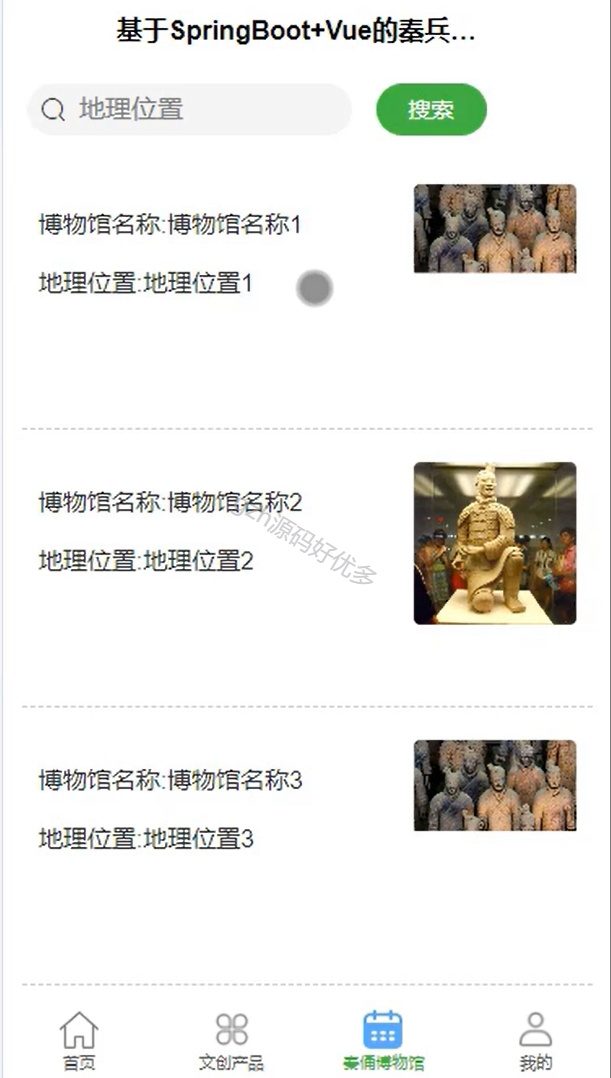 基于SpringBoot+Vue的秦兵...
地理位置
搜索
博物馆名称:博物馆名称1
地理位置:地理位置1
博物馆名称:博物馆名称2
gzh源码好优多
地理位置:地理位置2
博物馆名称:博物馆名称3
地理位置:地理位置3
首页
文创产品
秦俑博物馆
我的